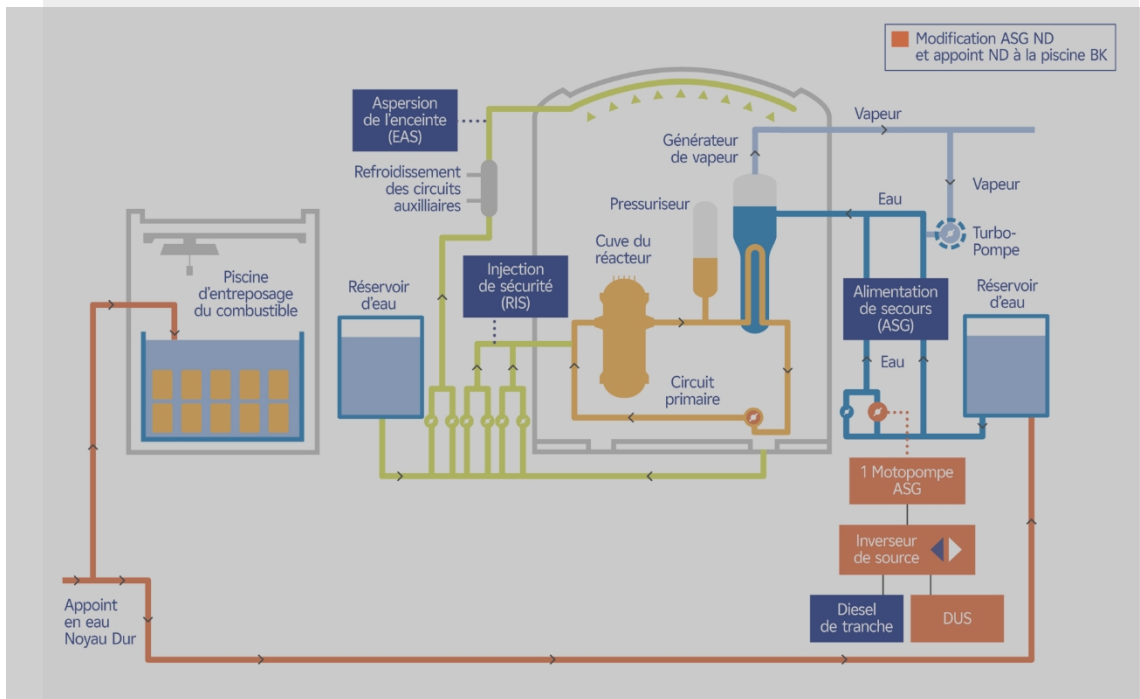 Modification ASG ND
et appoint ND à la piscine BK
Aspersion
de l'enceinte
(EAS)
Vapeur
Générateur
de vapeur
Refroidissement
des circuits
auxilliaires
Vapeur
Eau
Pressuriseur
Turbo-
Pompe
Cuve du
réacteur
Injection
de sécurité
(RIS)
Piscine
d'entreposage
du combustible
Réservoir
d'eau
Alimentation
de secours
(ASG)
Réservoir
d'eau
Eau
Circuit
primaire
1 Motopompe
ASG
Inverseur
de source
Appoint
en eau
Noyau Dur
Diesel
de tranche
DUS